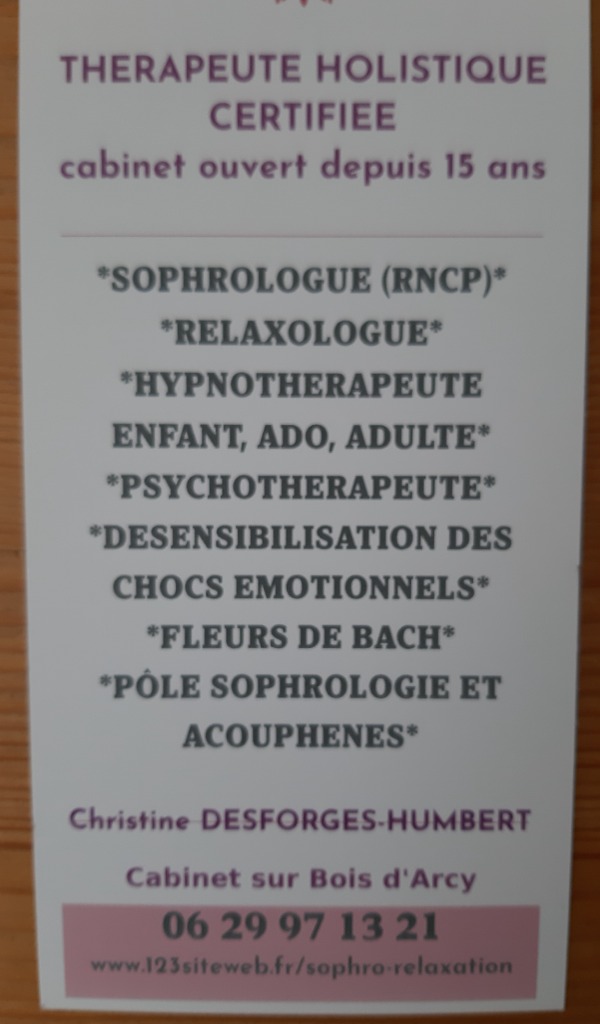 THERAPEUTE HOLISTIQUE
CERTIFIEE
cabinet ouvert depuis 15 ans
*SOPHROLOGUE (RNCP)*
*RELAXOLOGUE*
*HYPNOTHERAPEUTE
ENFANT, ADO, ADULTE*
*PSYCHOTHERAPEUTE*
*DESENSIBILISATION DES
CHOCS EMOTIONNELS*
*FLEURS DE BACH*
*PÔLE SOPHROLOGIE ET
ACOUPHENES*
Christine DESFORGES-HUMBERT
Cabinet sur Bois d'Arcy
06 29 97 13 21
www.123siteweb.fr/sophro-relaxation